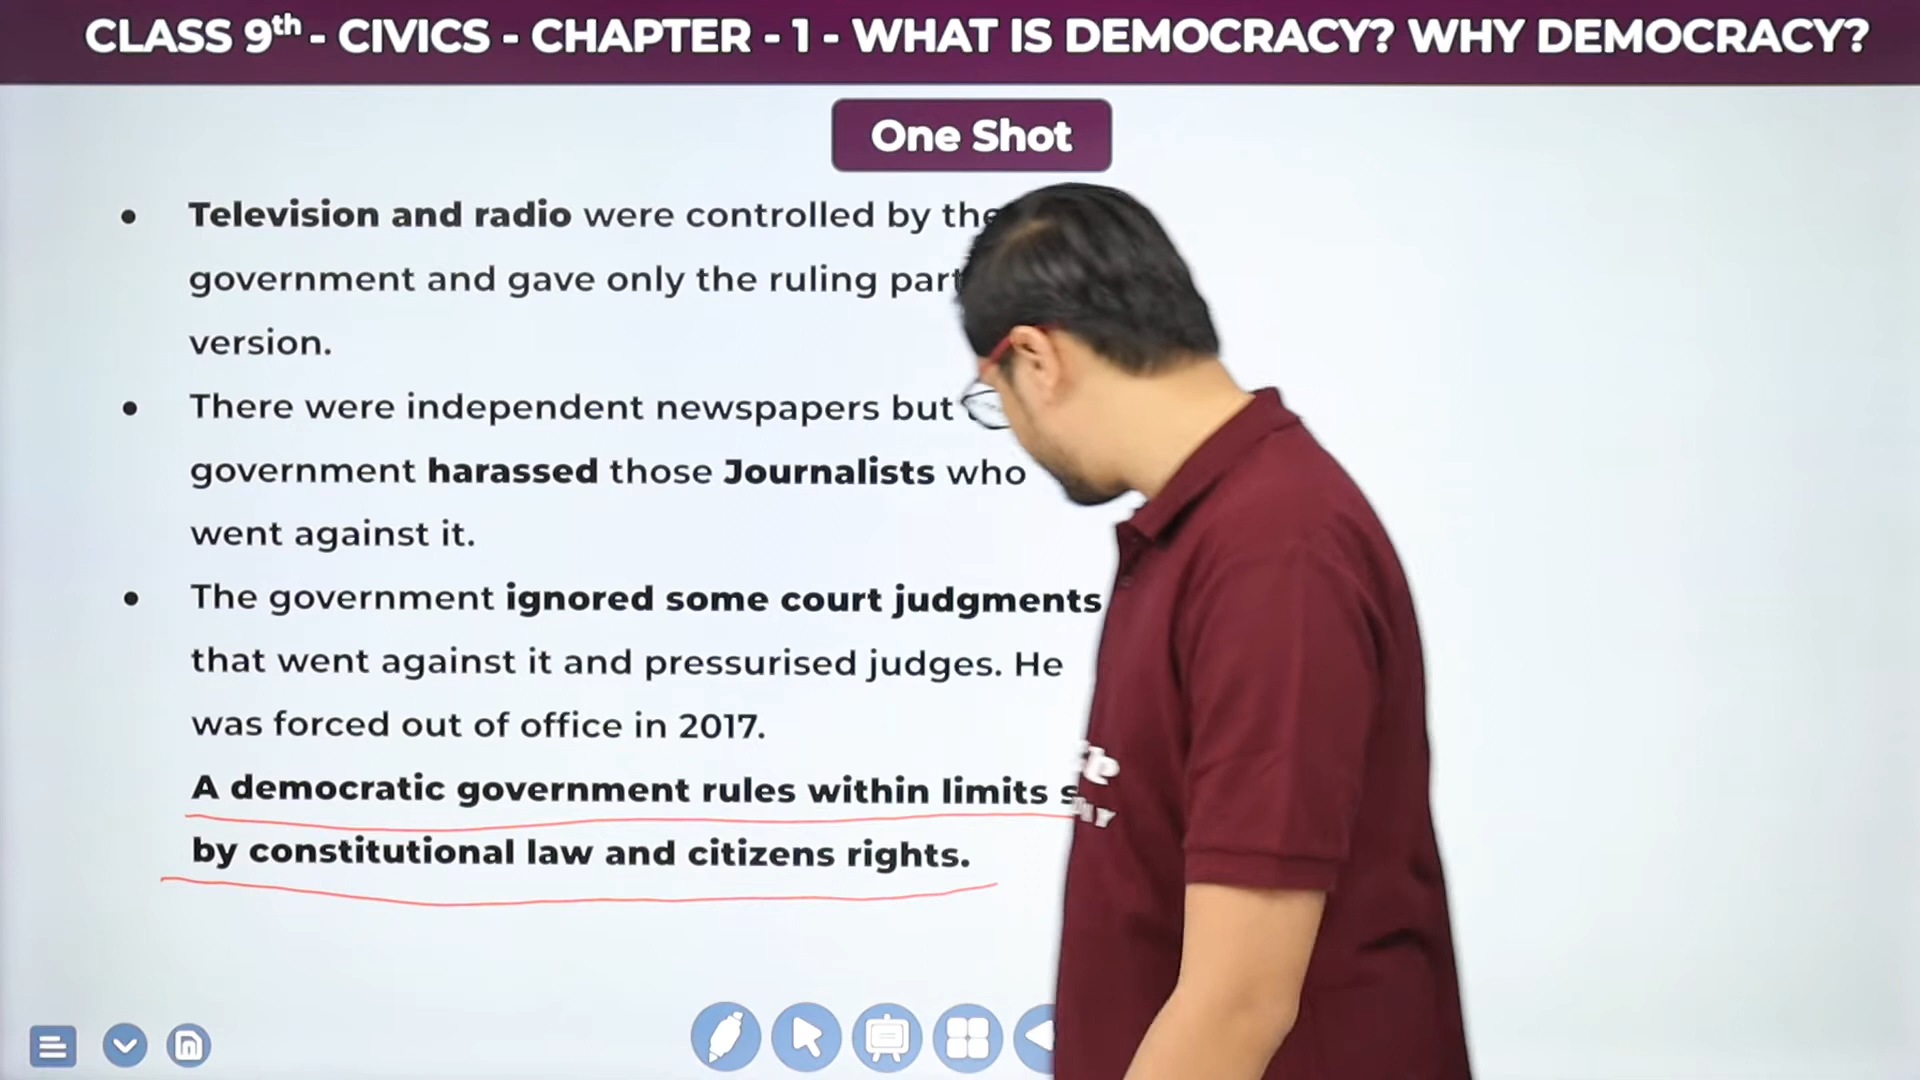 CLASS 9th - CIVICS - CHAPTER - 1 - WHAT IS DEMOCRACY? WHY DEMOCRACY?
One Shot
• Television and radio were controlled by the
government and gave only the ruling
version.
• There were independent newspapers but
government harassed those Journalists who
went against it.
• The government ignored some court judgments
that went against it and pressurised judges. He
was forced out of office in 2017.
A democratic government rules within limits
by constitutional law and citizens rights.